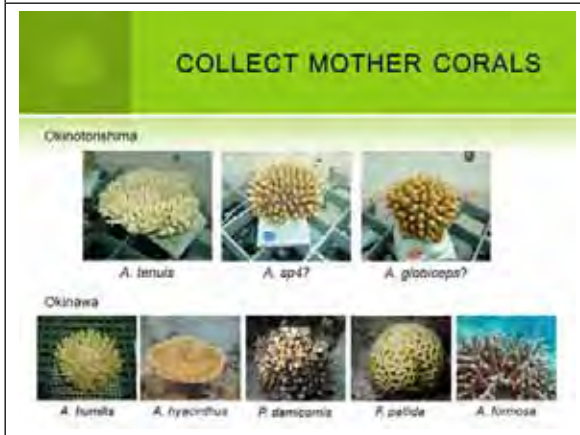 COLLECT MOTHER CORALS
Okinotorishima
A. tenuis A. sp4? A. globiceps?
Okinawa
A. humilis A. hyacinthus P. damicornis F. pallida A. formosa